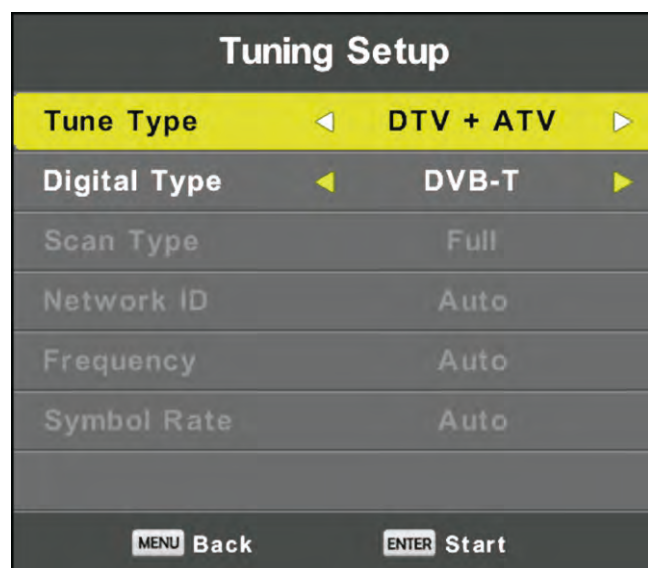 Tuning Setup
Tune Type DTV + ATV
Digital Type DVB-T
Scan Type Full
Network ID Auto
Frequency Auto
Symbol Rate Auto
MENU Back ENTER Start